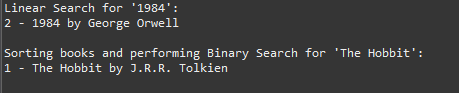 Linear Search for '1984':
2 - 1984 by George Orwell
Sorting books and performing Binary Search for 'The Hobbit':
1 - The Hobbit by J.R.R. Tolkien